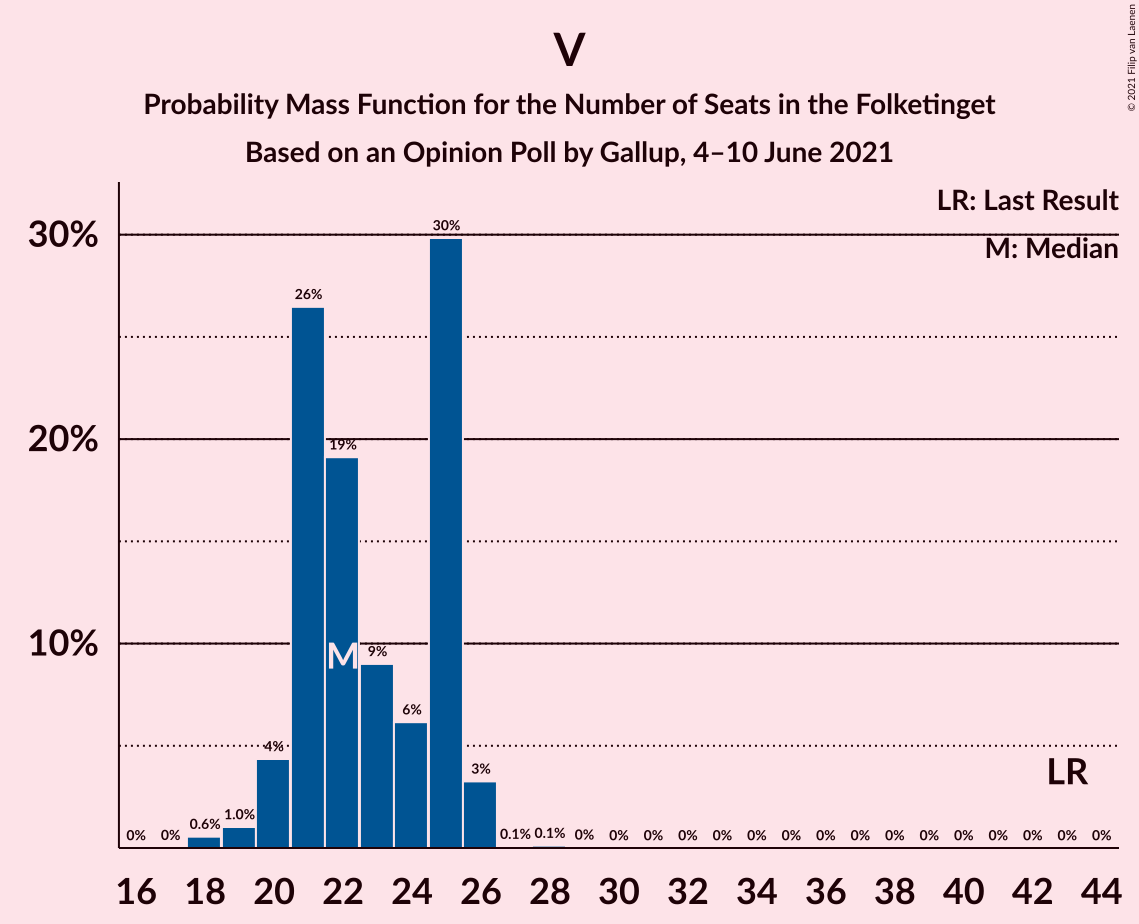 V
Probability Mass Function for the Number of Seats in the Folketinget
Based on an Opinion Poll by Gallup, 4–10 June 2021
© 2021 Filip van Laenen
LR: Last Result
M: Median
30%
20%
10%
0% 0% 0.6% 1.0% 4% 26% 19% 9% 6% 30% 3% 0.1% 0.1% 0% 0% 0% 0% 0% 0% 0% 0% 0% 0% 0% 0% 0% 0% 0% 0%
M
LR
16 18 20 22 24 26 28 30 32 34 36 38 40 42 44